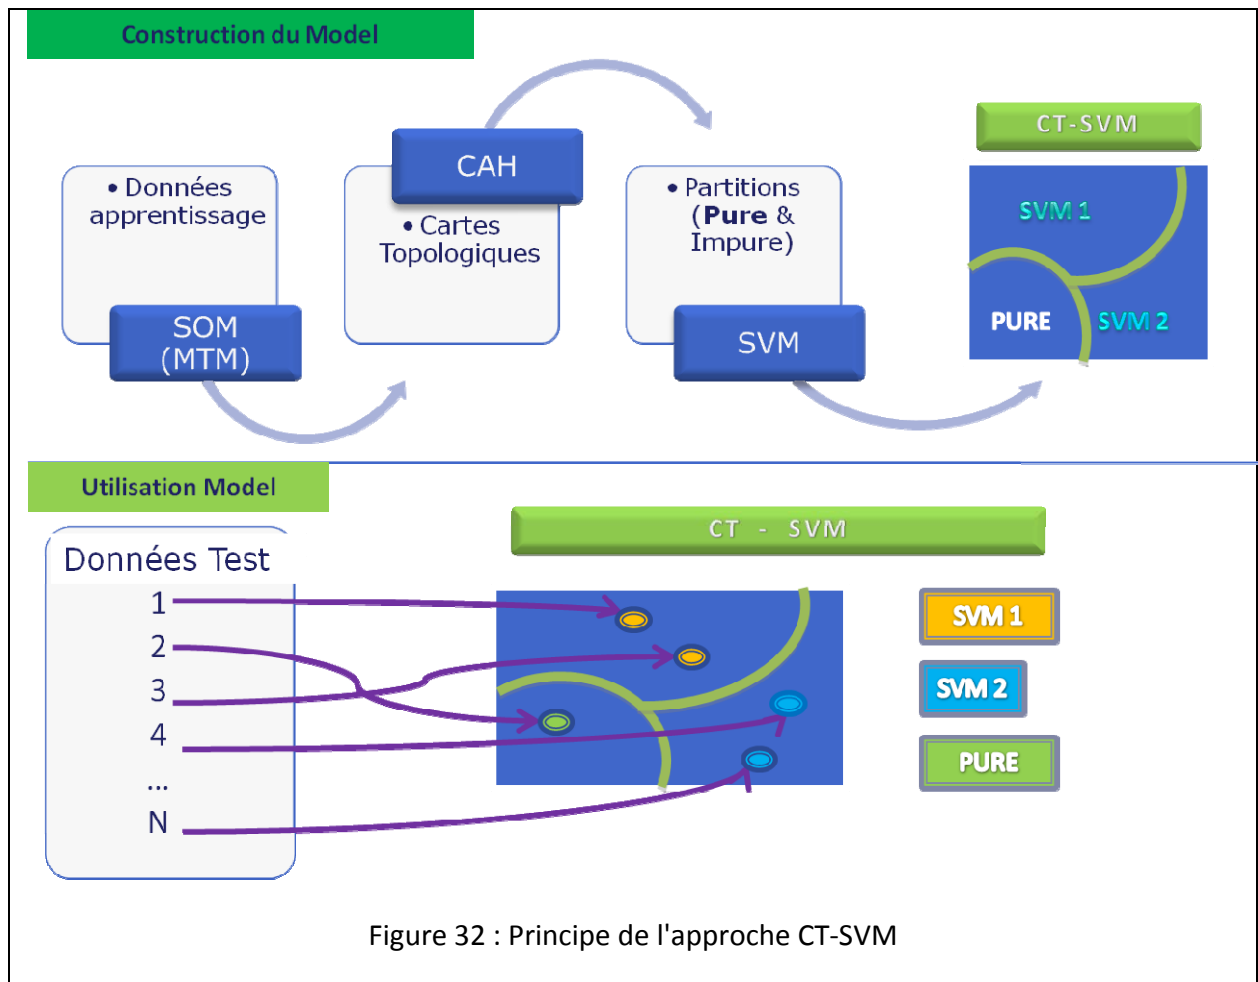 Construction du Model
• Données
apprentissage
SOM
(MTM)
CAH
• Cartes
Topologiques
• Partitions
(Pure &
Impure)
SVM
CT-SVM
SVM 1
PURE
SVM 2
Utilisation Model
Données Test
1
2
3
4
...
N
CT - SVM
SVM 1
SVM 2
PURE
Figure 32 : Principe de l'approche CT-SVM